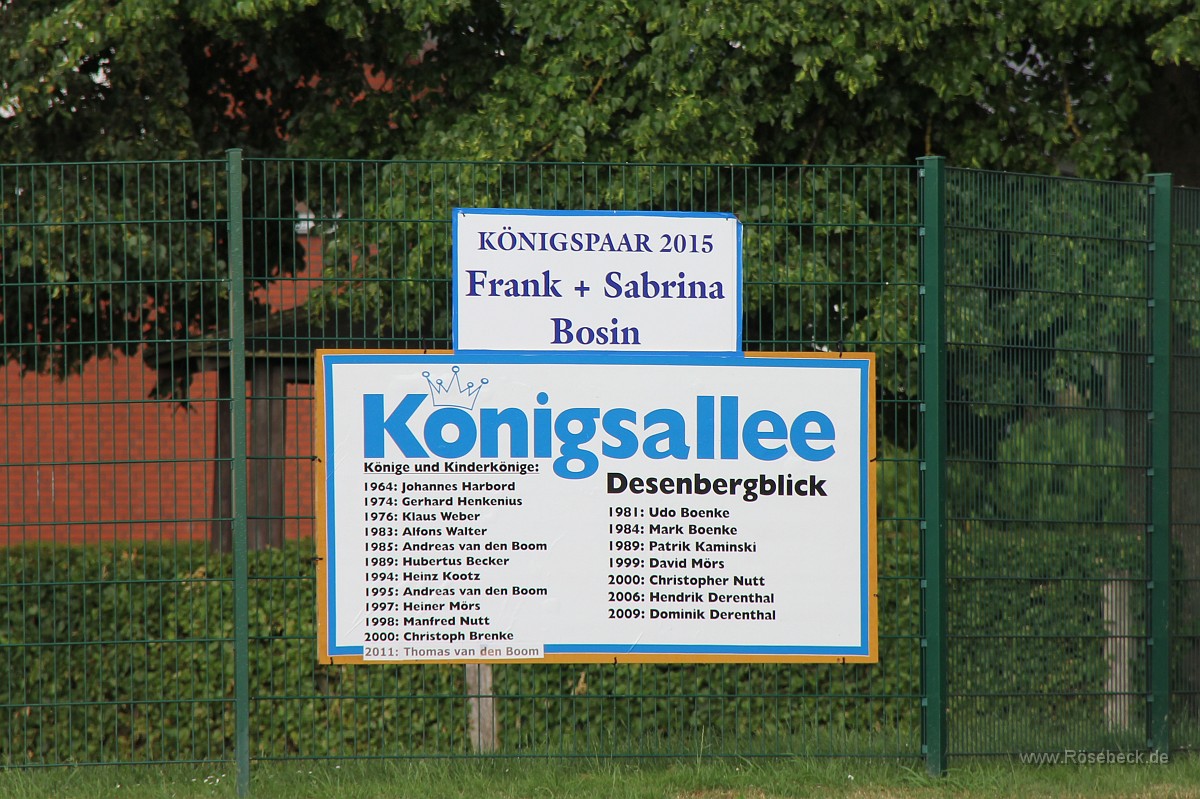 KÖNIGSPAAR 2015
Frank + Sabrina
Bosin
Königsallee
Desenbergblick
Könige und Kinderkönige:
1964: Johannes Harbord
1974: Gerhard Henkenius
1976: Klaus Weber
1983: Alfons Walter
1985: Andreas van den Boom
1989: Hubertus Becker
1994: Heinz Kootz
1995: Andreas van den Boom
1997: Heiner Mörs
1998: Manfred Nutt
2000: Christoph Brenke
2011: Thomas van den Boom
1981: Udo Boenke
1984: Mark Boenke
1989: Patrik Kaminski
1999: David Mörs
2000: Christopher Nutt
2006: Hendrik Derenthal
2009: Dominik Derenthal
www.Rösebeck.de